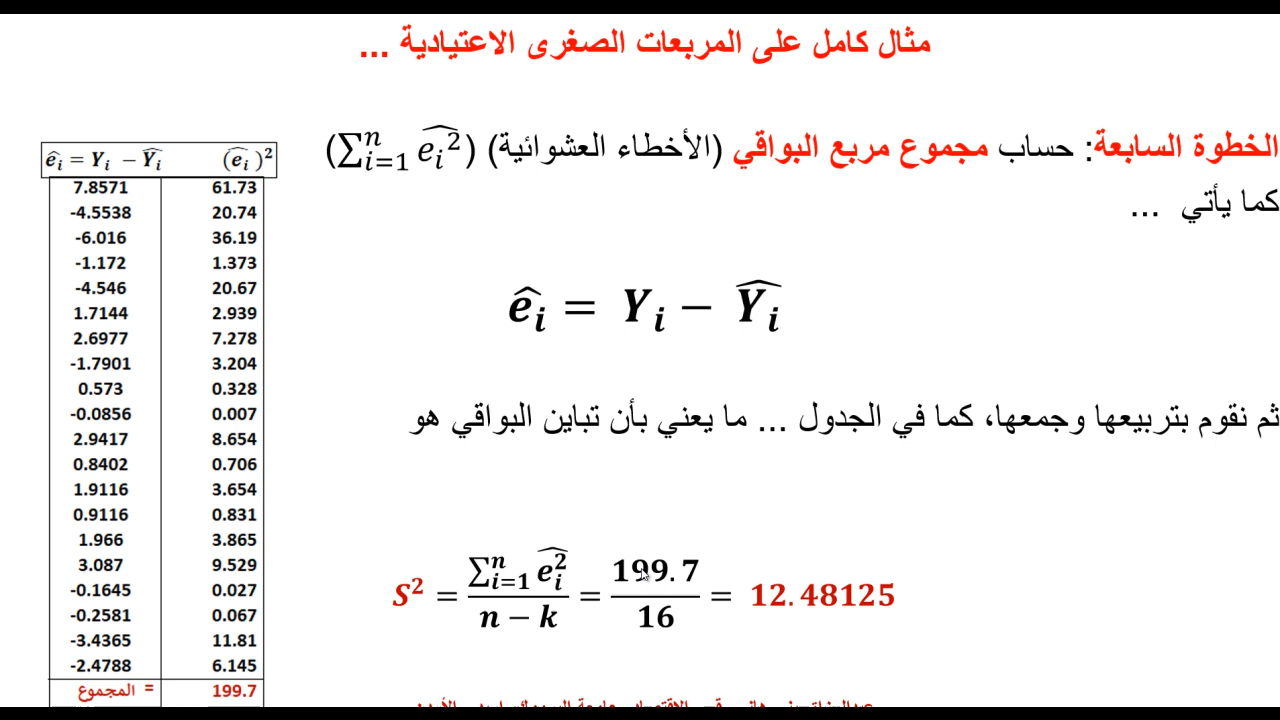 مثال كامل على المربعات الصغرى الاعتيادية ...
الخطوة السابعة: حساب مجموع مربع البواقي (الأخطاء العشوائية) (∑ᵢ₌₁ⁿ êᵢ²)
كما يأتي ...
êᵢ = Yᵢ − Ŷᵢ
ثم نقوم بتربيعها وجمعها، كما في الجدول ... ما يعني بأن تباين البواقي هو
S² = ∑ᵢ₌₁ⁿ êᵢ² / (n − k) = 199.7 / 16 = 12.48125
êᵢ = Yᵢ − Ŷᵢ (êᵢ)²
7.8571 61.73
-4.5538 20.74
-6.016 36.19
-1.172 1.373
-4.546 20.67
1.7144 2.939
2.6977 7.278
-1.7901 3.204
0.573 0.328
-0.0856 0.007
2.9417 8.654
0.8402 0.706
1.9116 3.654
0.9116 0.831
1.966 3.865
3.087 9.529
-0.1645 0.027
-0.2581 0.067
-3.4365 11.81
-2.4788 6.145
المجموع = 199.7